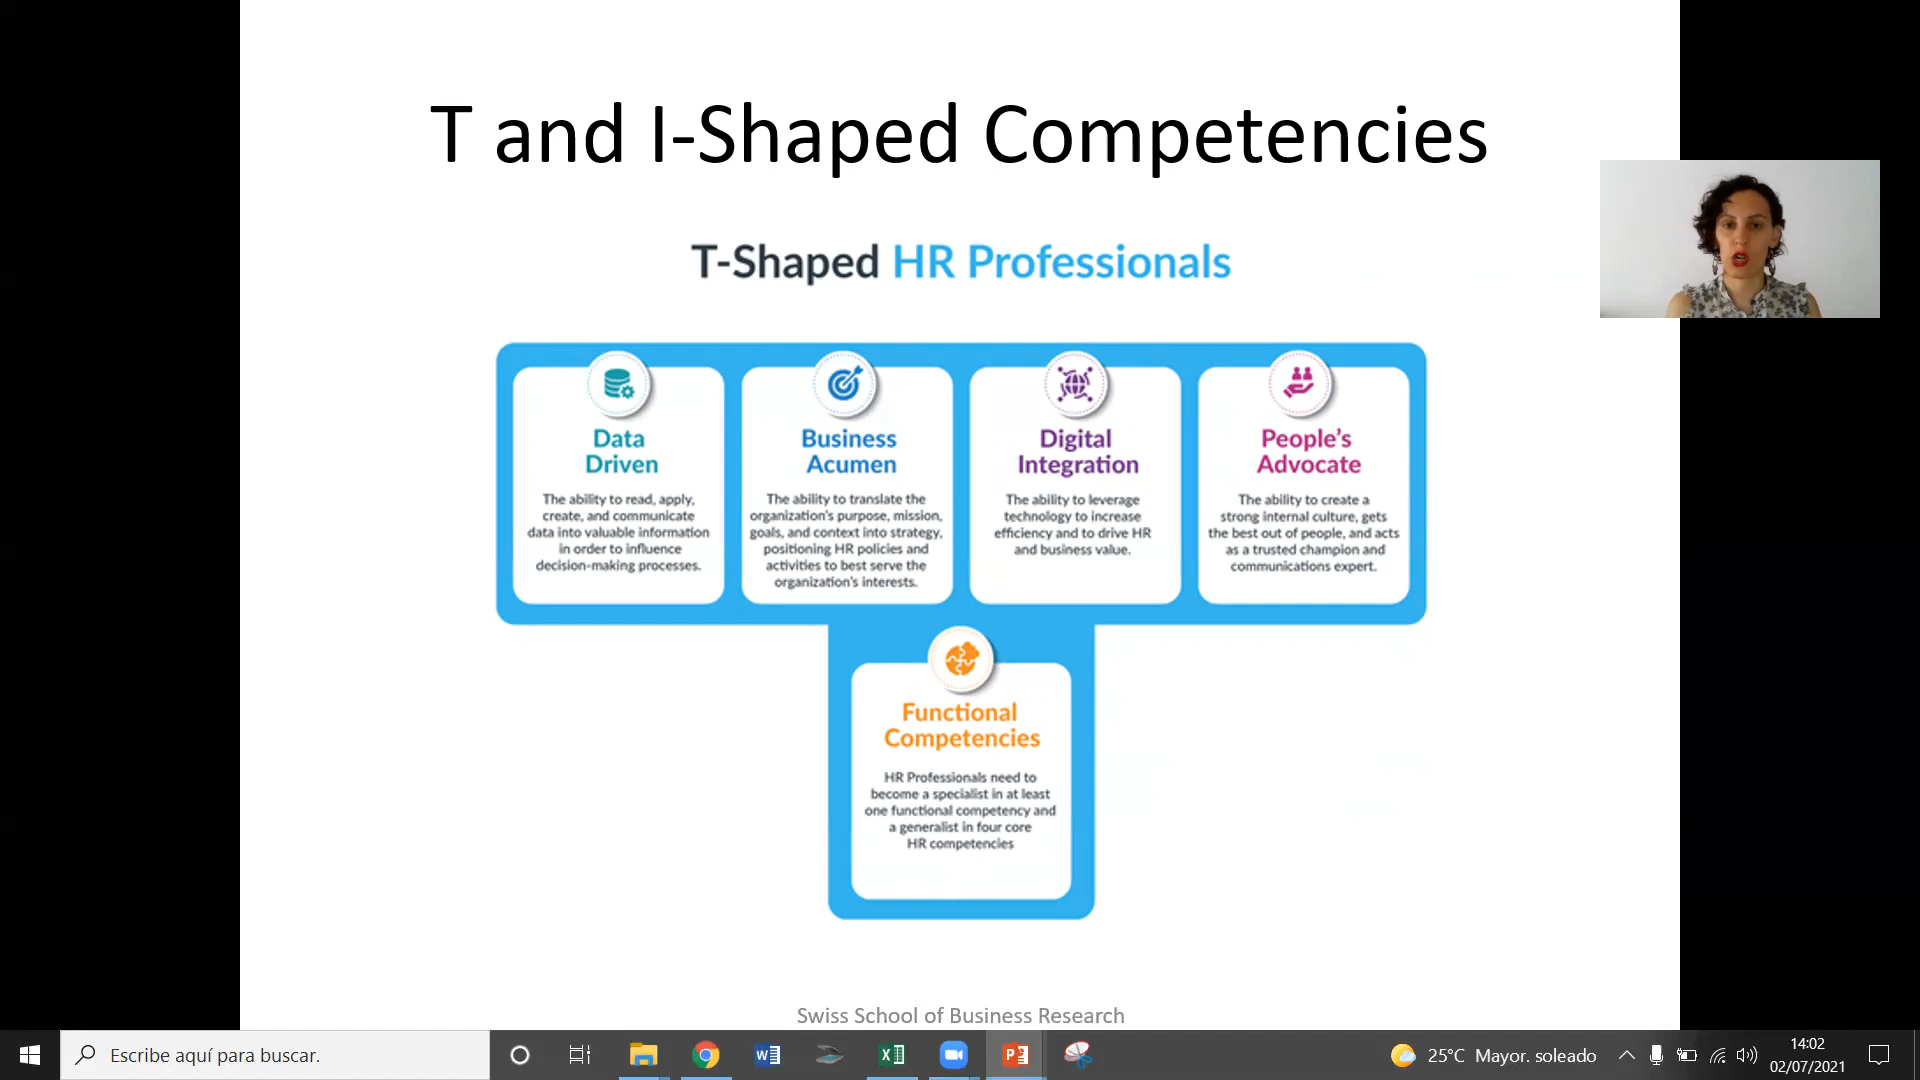 T and I-Shaped Competencies
T-Shaped HR Professionals
Data
Driven
The ability to read, apply,
create, and communicate
data into valuable information
in order to influence
decision-making processes.
Business
Acumen
The ability to translate the
organization's purpose, mission,
goals, and context into strategy,
positioning HR policies and
activities to best serve the
organization's interests.
Digital
Integration
The ability to leverage
technology to increase
efficiency and to drive HR
and business value.
People's
Advocate
The ability to create a
strong internal culture, gets
the best out of people, and acts
as a trusted champion and
communications expert.
Functional
Competencies
HR Professionals need to
become a specialist in at least
one functional competency and
a generalist in four core
HR competencies
Swiss School of Business Research
Escribe aquí para buscar.
25°C Mayor. soleado
14:02
02/07/2021